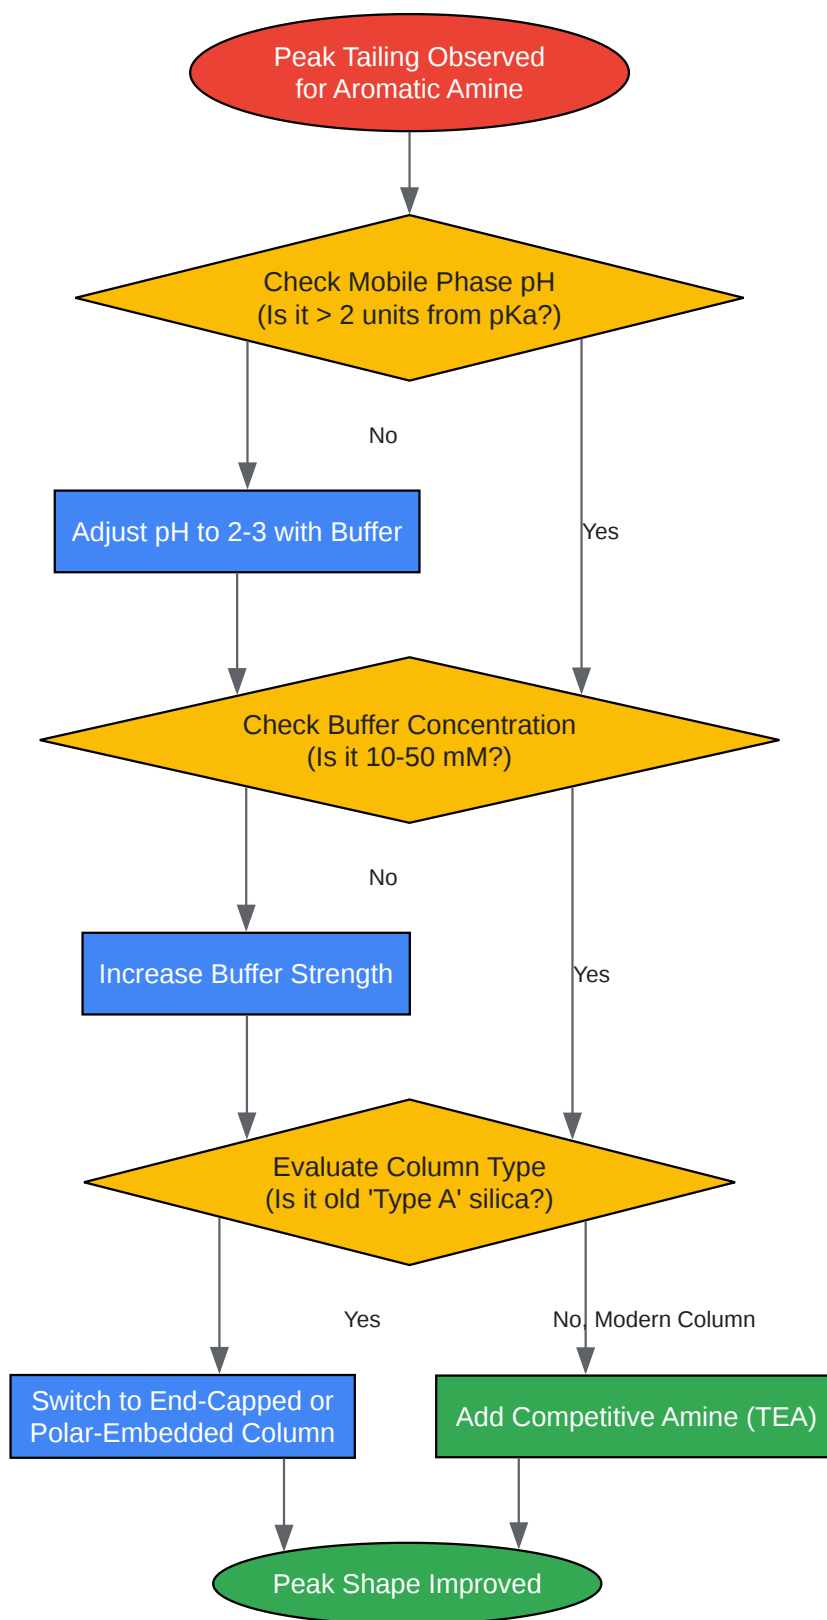 Peak Tailing Observed
for Aromatic Amine
Check Mobile Phase pH
(Is it > 2 units from pKa?)
No
Adjust pH to 2-3 with Buffer
Yes
Check Buffer Concentration
(Is it 10-50 mM?)
No
Increase Buffer Strength
Yes
Evaluate Column Type
(Is it old 'Type A' silica?)
Yes
No, Modern Column
Switch to End-Capped or
Polar-Embedded Column
Add Competitive Amine (TEA)
Peak Shape Improved